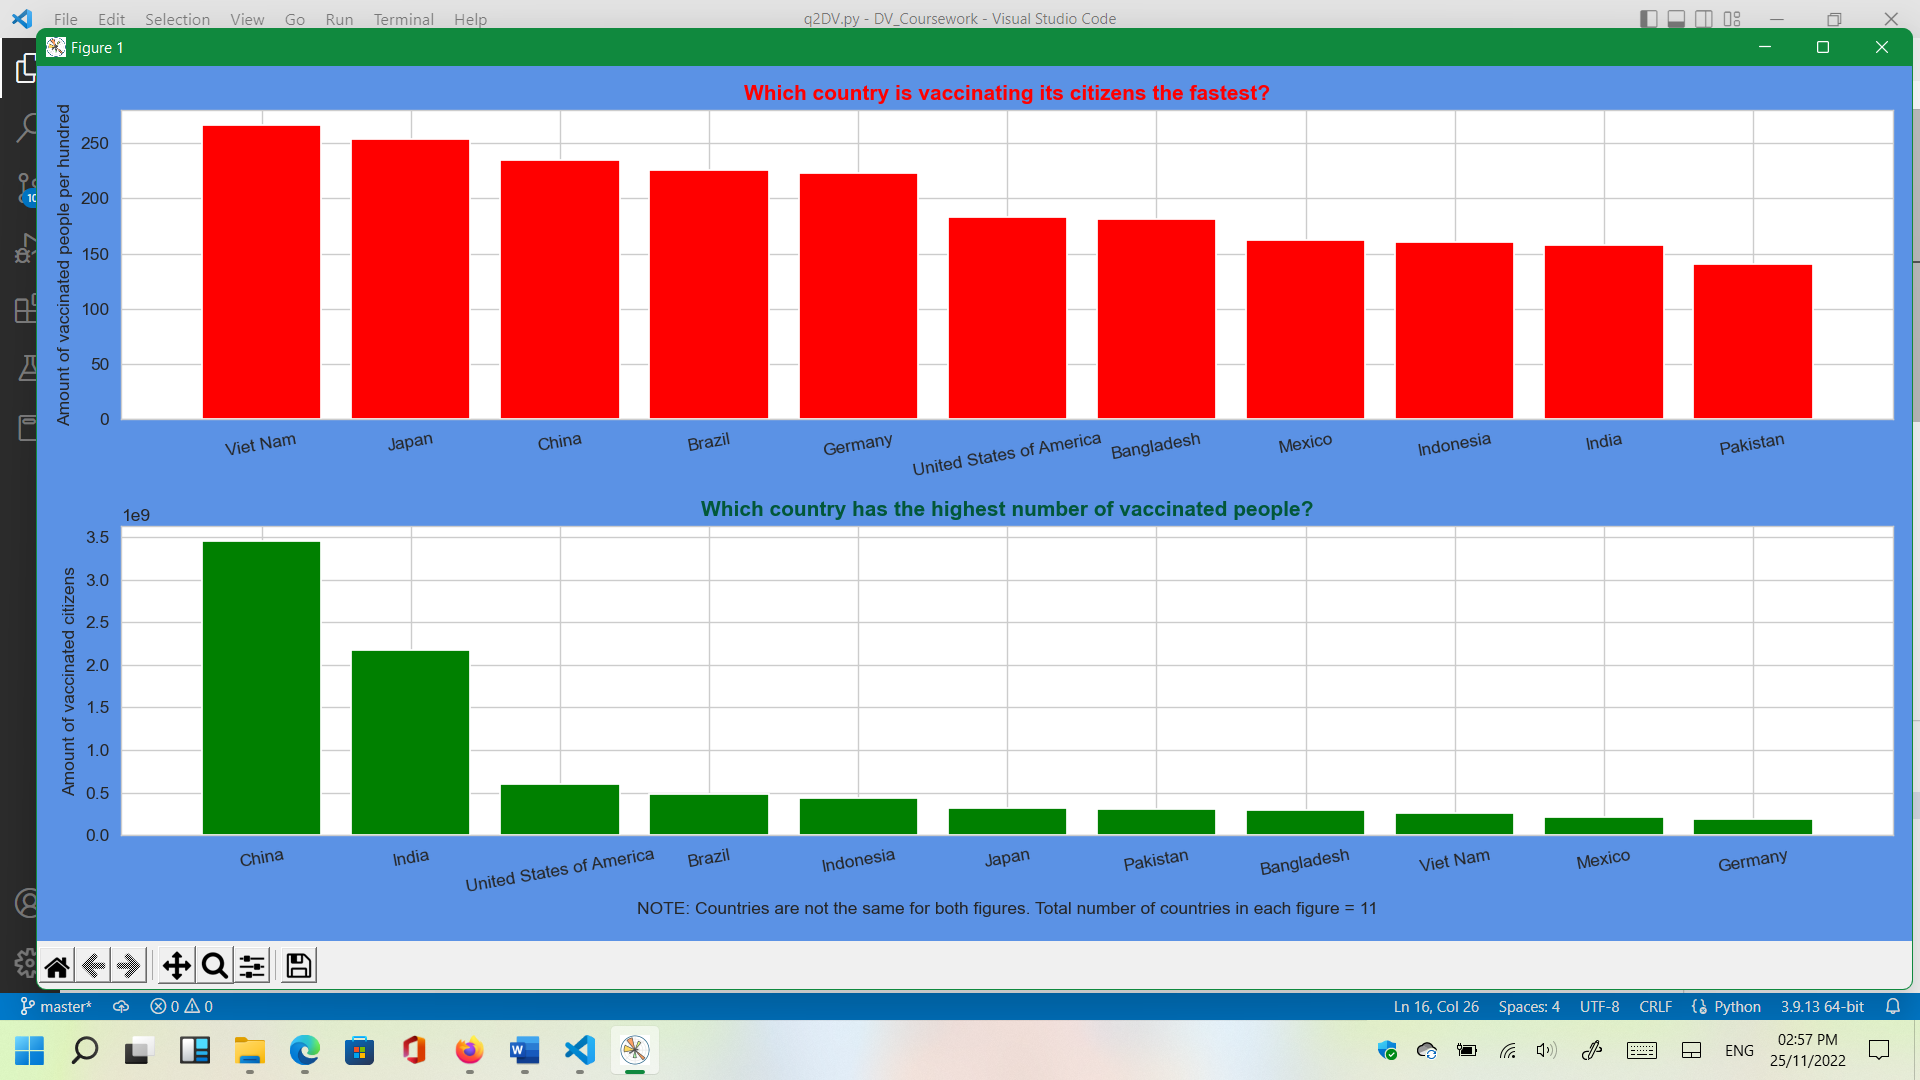 File Edit Selection View Go Run Terminal Help
q2DV.py - DV_Coursework - Visual Studio Code
Figure 1
10
Which country is vaccinating its citizens the fastest?
Amount of vaccinated people per hundred
250
200
150
100
50
0
Viet Nam Japan China Brazil Germany United States of America Bangladesh Mexico Indonesia India Pakistan
Which country has the highest number of vaccinated people?
1e9
Amount of vaccinated citizens
3.5
3.0
2.5
2.0
1.5
1.0
0.5
0.0
China India United States of America Brazil Indonesia Japan Pakistan Bangladesh Viet Nam Mexico Germany
NOTE: Countries are not the same for both figures. Total number of countries in each figure = 11
master* 0 0 Ln 16, Col 26 Spaces: 4 UTF-8 CRLF Python 3.9.13 64-bit
W
ENG
02:57 PM
25/11/2022